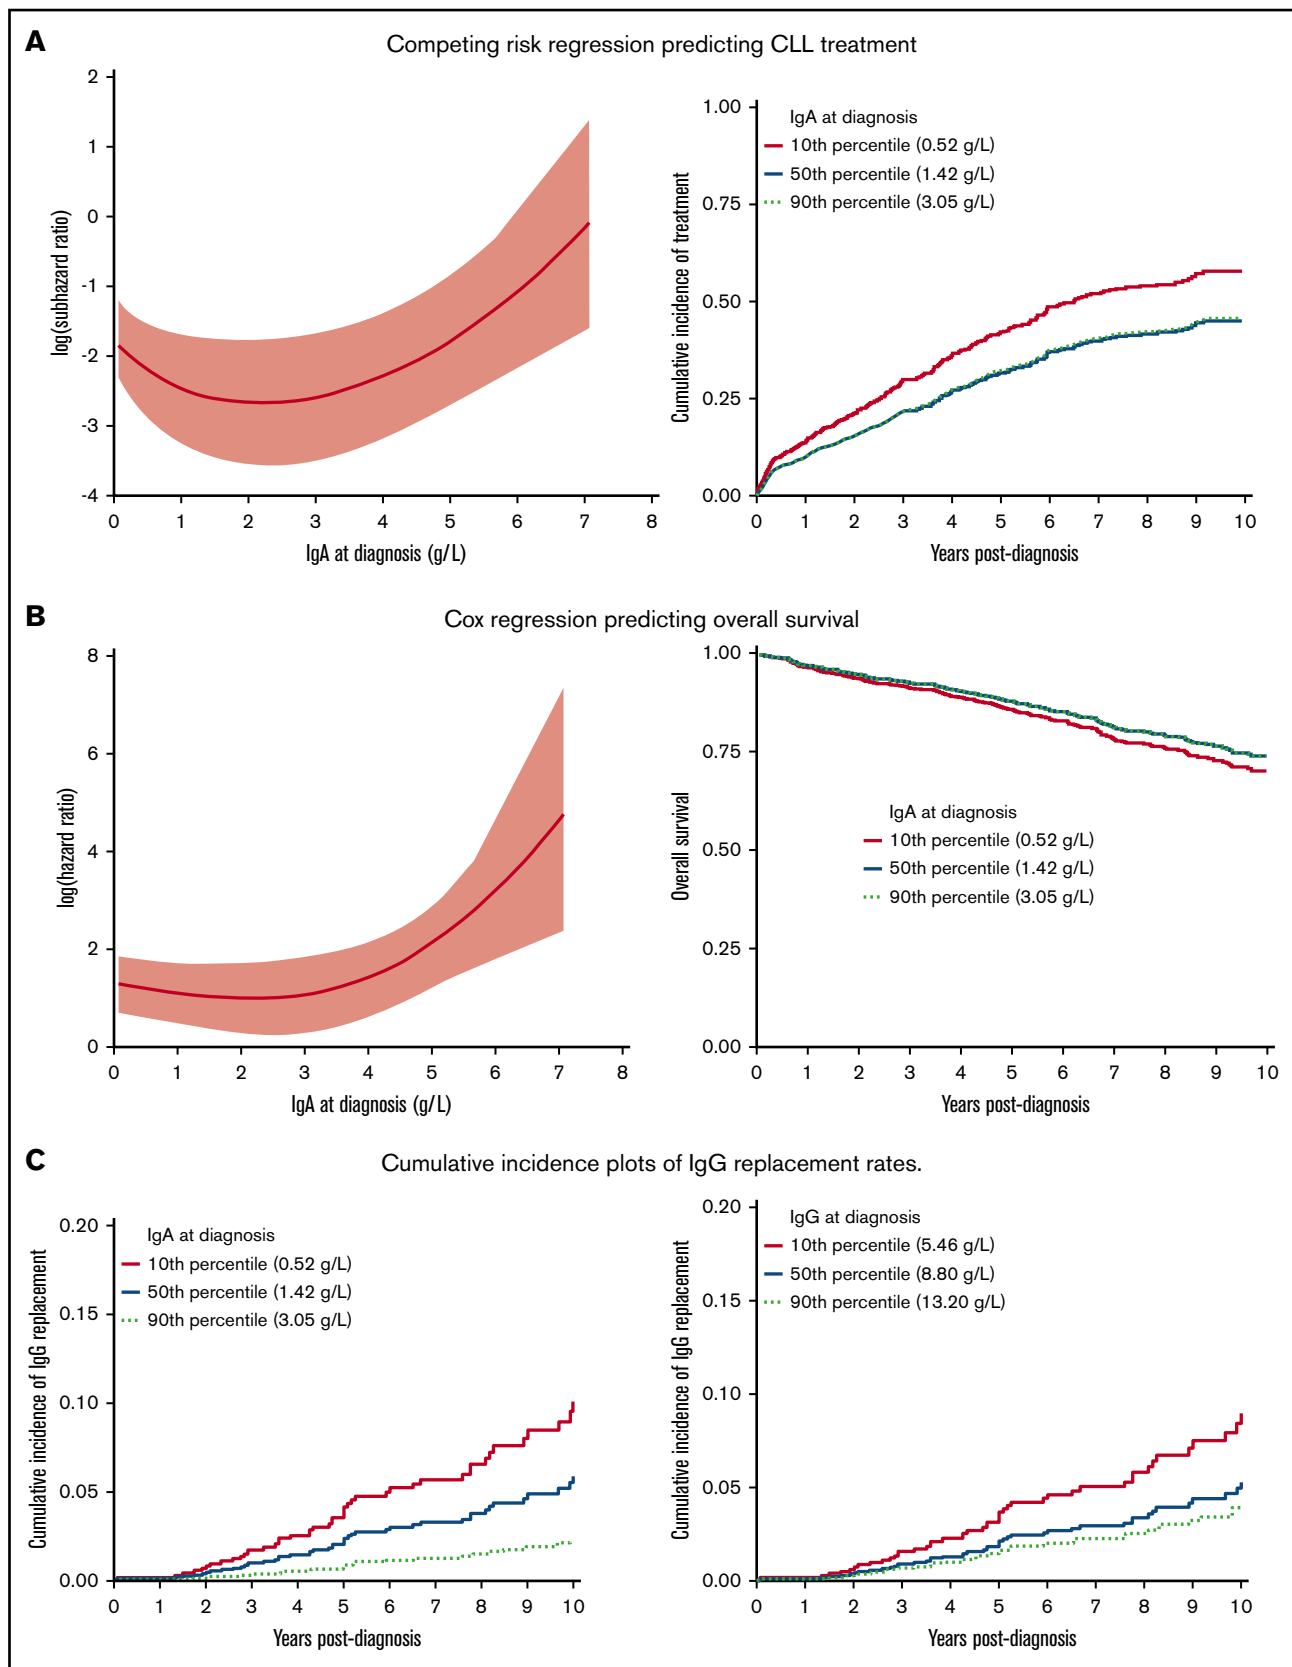 A
Competing risk regression predicting CLL treatment
log(subhazard ratio)
2
1
0
-1
-2
-3
-4
0 1 2 3 4 5 6 7 8
IgA at diagnosis (g/L)
Cumulative incidence of treatment
1.00
0.75
0.50
0.25
0.00
IgA at diagnosis
10th percentile (0.52 g/L)
50th percentile (1.42 g/L)
90th percentile (3.05 g/L)
0 1 2 3 4 5 6 7 8 9 10
Years post-diagnosis
B
Cox regression predicting overall survival
log(hazard ratio)
8
6
4
2
0
0 1 2 3 4 5 6 7 8
IgA at diagnosis (g/L)
Overall survival
1.00
0.75
0.50
0.25
0.00
IgA at diagnosis
10th percentile (0.52 g/L)
50th percentile (1.42 g/L)
90th percentile (3.05 g/L)
0 1 2 3 4 5 6 7 8 9 10
Years post-diagnosis
C
Cumulative incidence plots of IgG replacement rates.
Cumulative incidence of IgG replacement
0.20
0.15
0.10
0.05
0.00
IgA at diagnosis
10th percentile (0.52 g/L)
50th percentile (1.42 g/L)
90th percentile (3.05 g/L)
0 1 2 3 4 5 6 7 8 9 10
Years post-diagnosis
Cumulative incidence of IgG replacement
0.20
0.15
0.10
0.05
0.00
IgG at diagnosis
10th percentile (5.46 g/L)
50th percentile (8.80 g/L)
90th percentile (13.20 g/L)
0 1 2 3 4 5 6 7 8 9 10
Years post-diagnosis